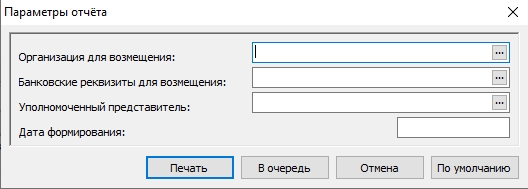 Параметры отчёта
Организация для возмещения:
...
Банковские реквизиты для возмещения:
...
Уполномоченный представитель:
...
Дата формирования:
Печать
В очередь
Отмена
По умолчанию